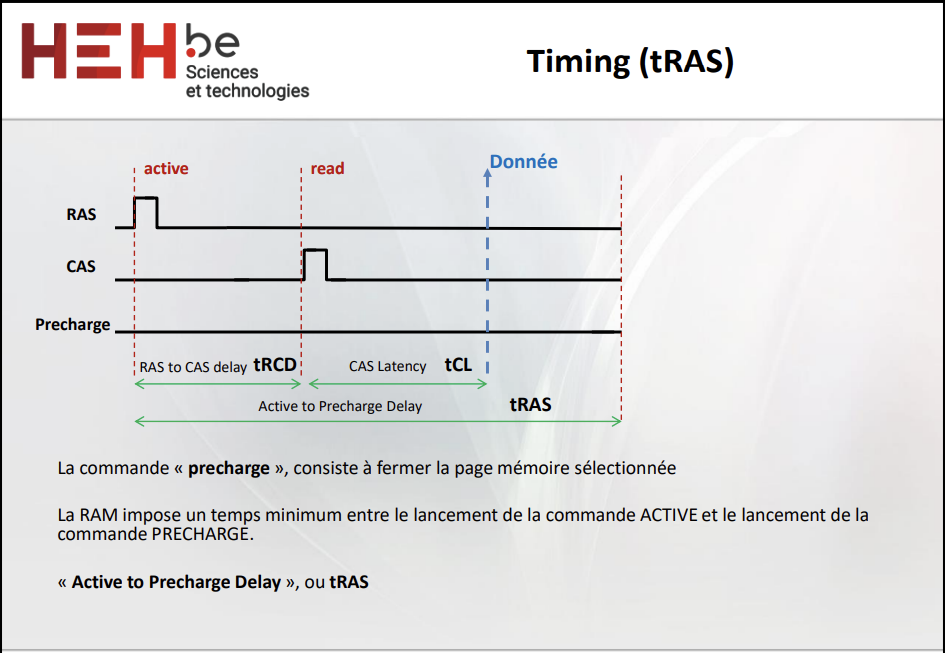 HEH.be
Sciences
et technologies
Timing (tRAS)
active
read
Donnée
RAS
CAS
Precharge
RAS to CAS delay tRCD
CAS Latency tCL
Active to Precharge Delay tRAS
La commande « precharge », consiste à fermer la page mémoire sélectionnée
La RAM impose un temps minimum entre le lancement de la commande ACTIVE et le lancement de la
commande PRECHARGE.
« Active to Precharge Delay », ou tRAS